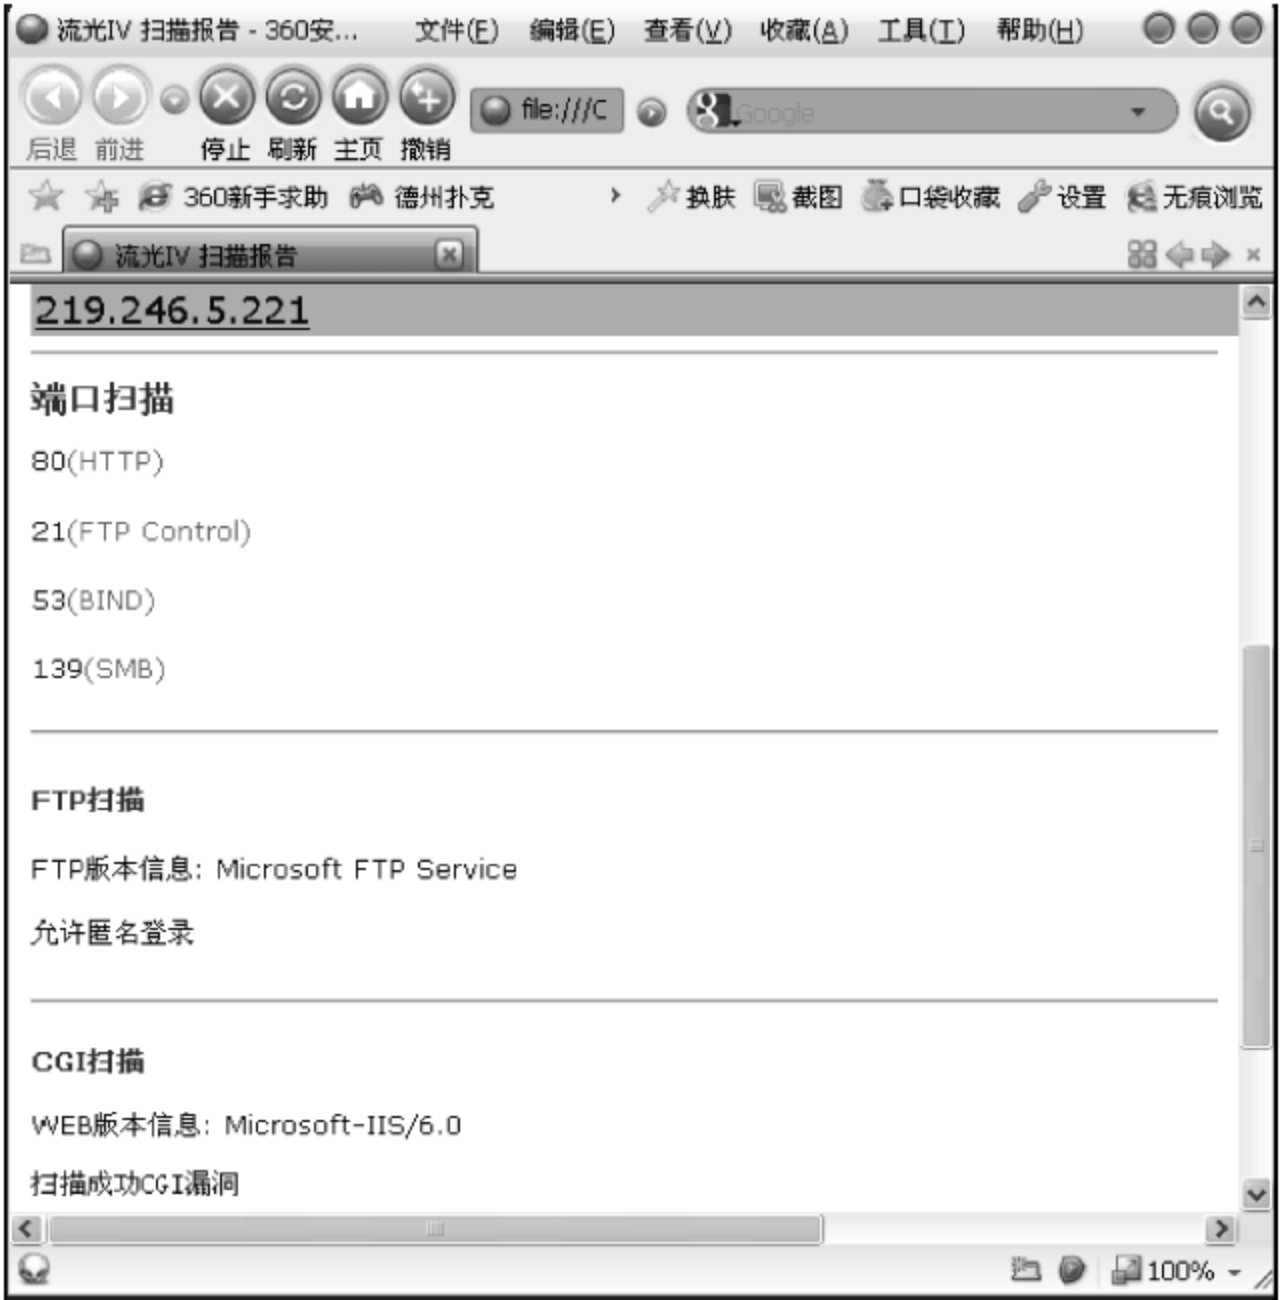 流光IV 扫描报告 - 360安... 文件(F) 编辑(E) 查看(V) 收藏(A) 工具(T) 帮助(H)
file:///C Google
后退 前进 停止 刷新 主页 撤销
360新手求助 德州扑克 换肤 截图 口袋收藏 设置 无痕浏览
流光IV 扫描报告
219.246.5.221
端口扫描
80(HTTP)
21(FTP Control)
53(BIND)
139(SMB)
FTP扫描
FTP版本信息: Microsoft FTP Service
允许匿名登录
CGI扫描
WEB版本信息: Microsoft-IIS/6.0
扫描成功CGI漏洞
100%